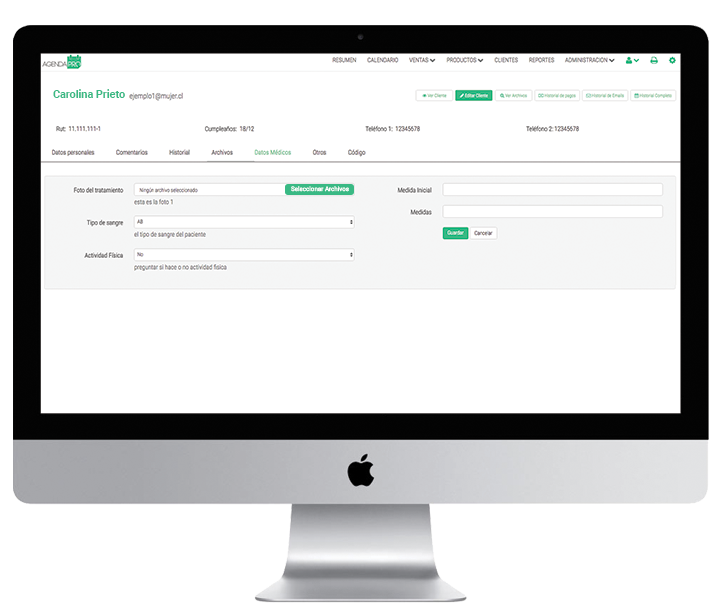 AGENDAPRO
RESUMEN CALENDARIO VENTAS PRODUCTOS CLIENTES REPORTES ADMINISTRACION
Carolina Prieto ejemplo1@mujer.cl
Ver Cliente Editar Cliente Ver Archivos Historial de pagos Historial de Emails Historial Completo
Rut: 11.111.111-1 Cumpleaños: 18/12 Teléfono 1: 12345678 Teléfono 2: 12345678
Datos personales Comentarios Historial Archivos Datos Médicos Otros Código
Foto del tratamiento Ningún archivo seleccionado Seleccionar Archivos Medida Inicial
esta es la foto 1
Medidas
Tipo de sangre AB
el tipo de sangre del paciente
Guardar Cancelar
Actividad Física No
preguntar si hace o no actividad fisica